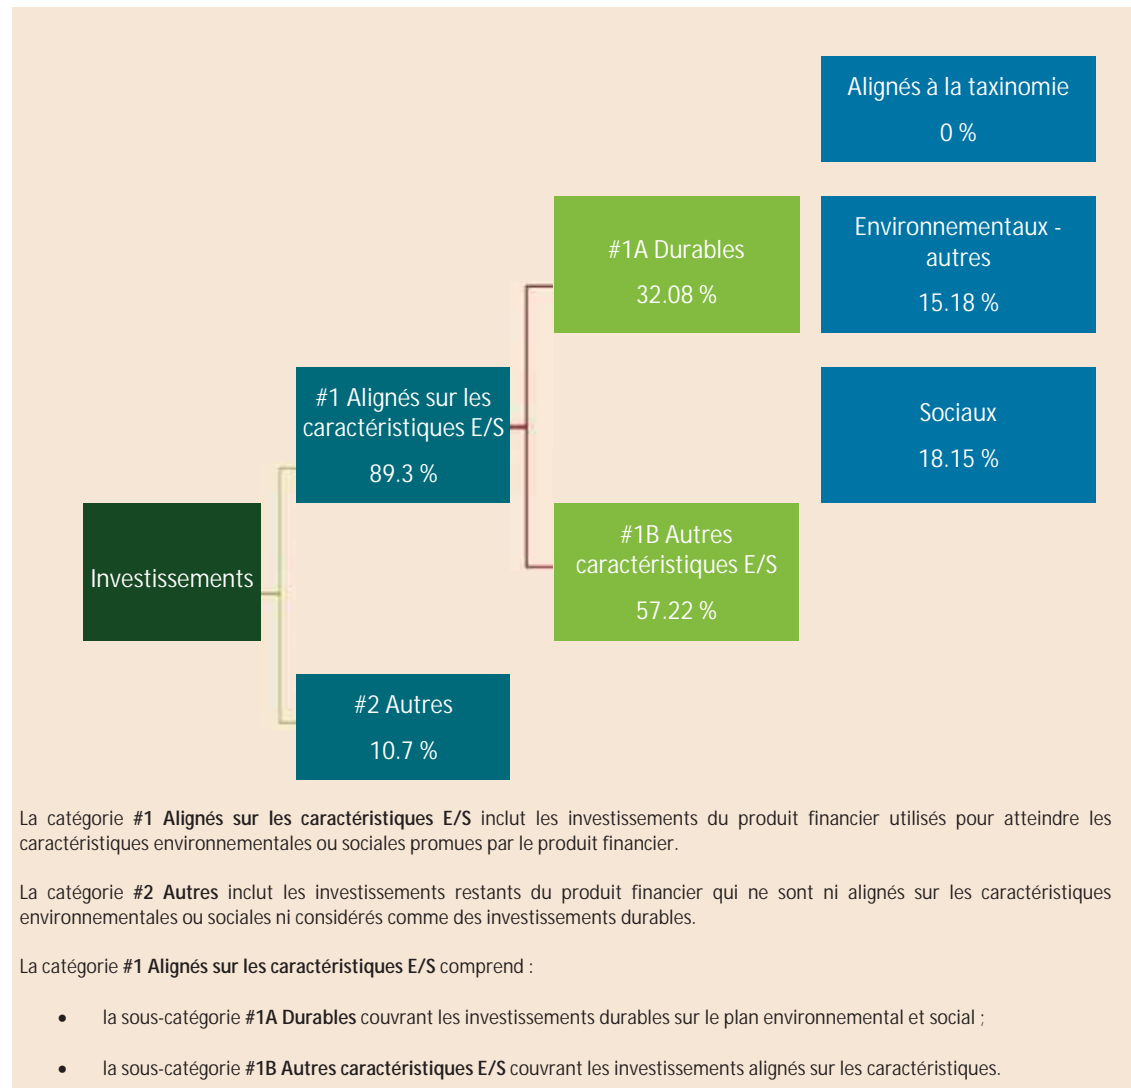 Alignés à la taxinomie
0 %
Environnementaux -
autres
15.18 %
#1A Durables
32.08 %
#1 Alignés sur les
caractéristiques E/S
89.3 %
Sociaux
18.15 %
Investissements
#1B Autres
caractéristiques E/S
57.22 %
#2 Autres
10.7 %
La catégorie #1 Alignés sur les caractéristiques E/S inclut les investissements du produit financier utilisés pour atteindre les
caractéristiques environnementales ou sociales promues par le produit financier.
La catégorie #2 Autres inclut les investissements restants du produit financier qui ne sont ni alignés sur les caractéristiques
environnementales ou sociales ni considérés comme des investissements durables.
La catégorie #1 Alignés sur les caractéristiques E/S comprend :
• la sous-catégorie #1A Durables couvrant les investissements durables sur le plan environnemental et social ;
• la sous-catégorie #1B Autres caractéristiques E/S couvrant les investissements alignés sur les caractéristiques.